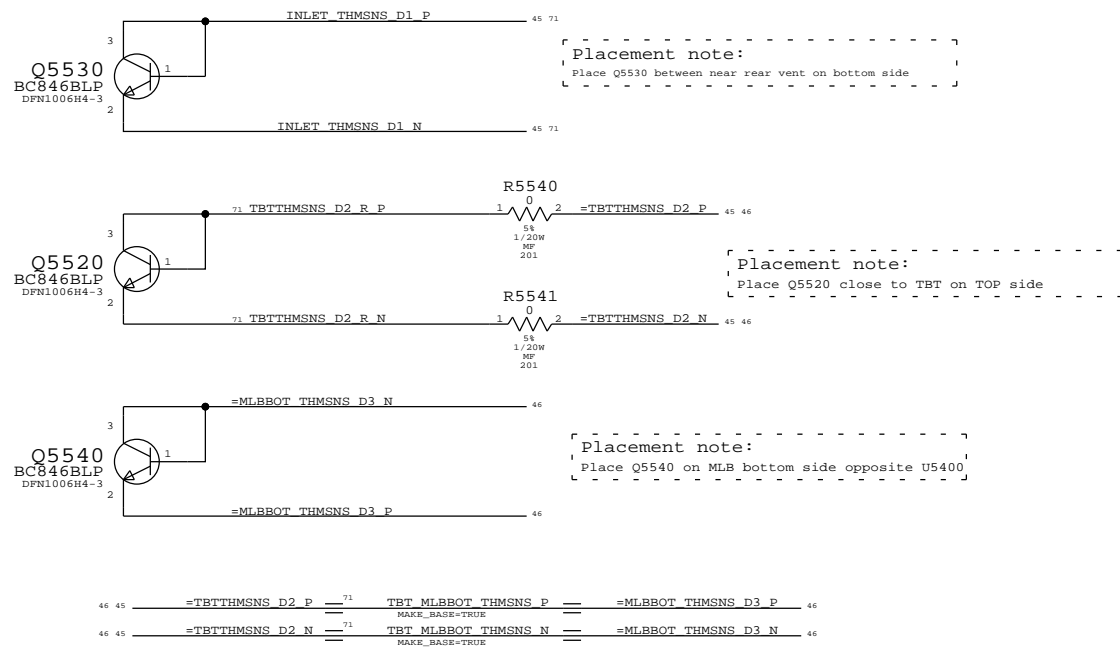 INLET_THMSNS_D1_P
45 71
3
Q5530
1
BC846BLP
DFN1006H4-3
2
INLET_THMSNS_D1_N
45 71
Placement note:
Place Q5530 between near rear vent on bottom side
R5540
0
71 TBTTHMSNS_D2_R_P
1
2
=TBTTHMSNS_D2_P
45 46
5%
1/20W
MF
201
3
Q5520
1
BC846BLP
DFN1006H4-3
2
Placement note:
Place Q5520 close to TBT on TOP side
R5541
0
71 TBTTHMSNS_D2_R_N
1
2
=TBTTHMSNS_D2_N
45 46
5%
1/20W
MF
201
=MLBBOT_THMSNS_D3_N
46
3
Q5540
1
BC846BLP
DFN1006H4-3
2
=MLBBOT_THMSNS_D3_P
46
Placement note:
Place Q5540 on MLB bottom side opposite U5400
46 45
=TBTTHMSNS_D2_P
71
TBT_MLBBOT_THMSNS_P
=MLBBOT_THMSNS_D3_P
46
MAKE_BASE=TRUE
46 45
=TBTTHMSNS_D2_N
71
TBT_MLBBOT_THMSNS_N
=MLBBOT_THMSNS_D3_N
46
MAKE_BASE=TRUE